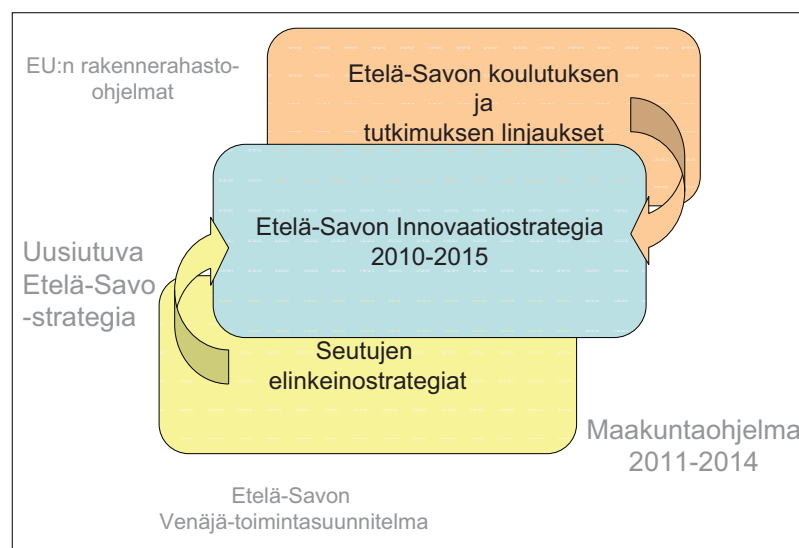 EU:n rakennerahasto-
ohjelmat
Etelä-Savon koulutuksen
ja
tutkimuksen linjaukset
Etelä-Savon Innovaatiostrategia
2010-2015
Uusiutuva
Etelä-Savo
-strategia
Seutujen
elinkeinostrategiat
Maakuntaohjelma
2011-2014
Etelä-Savon
Venäjä-toimintasuunnitelma